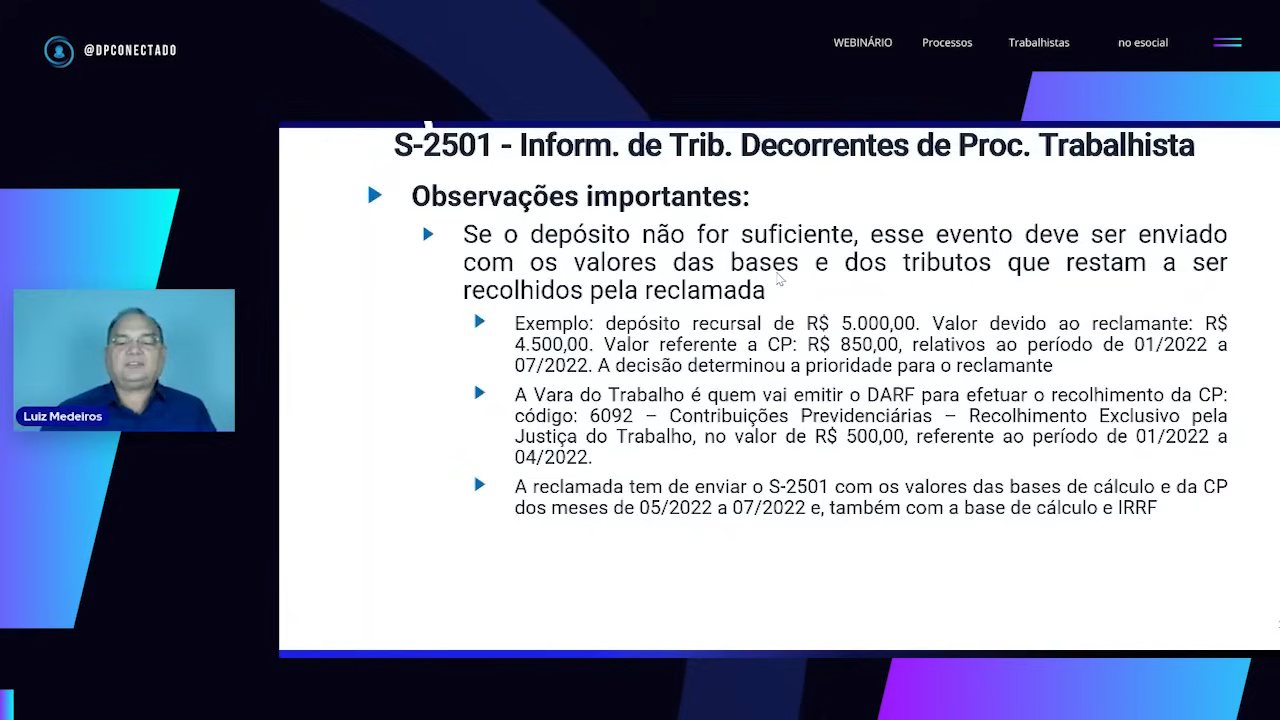 @DPCONECTADO
WEBINÁRIO Processos Trabalhistas no esocial
S-2501 - Inform. de Trib. Decorrentes de Proc. Trabalhista
Observações importantes:
Se o depósito não for suficiente, esse evento deve ser enviado
com os valores das bases e dos tributos que restam a ser
recolhidos pela reclamada
Exemplo: depósito recursal de R$ 5.000,00. Valor devido ao reclamante: R$
4.500,00. Valor referente a CP: R$ 850,00, relativos ao período de 01/2022 a
07/2022. A decisão determinou a prioridade para o reclamante
A Vara do Trabalho é quem vai emitir o DARF para efetuar o recolhimento da CP:
código: 6092 – Contribuições Previdenciárias – Recolhimento Exclusivo pela
Justiça do Trabalho, no valor de R$ 500,00, referente ao período de 01/2022 a
04/2022.
A reclamada tem de enviar o S-2501 com os valores das bases de cálculo e da CP
dos meses de 05/2022 a 07/2022 e, também com a base de cálculo e IRRF
Luiz Medeiros